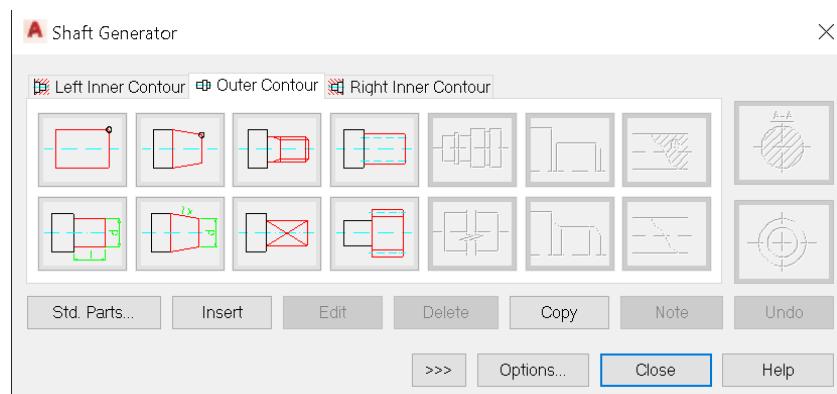 Shaft Generator
Left Inner Contour Outer Contour Right Inner Contour
A-A
d l 1:x d
Std. Parts... Insert Edit Delete Copy Note Undo
>>> Options... Close Help